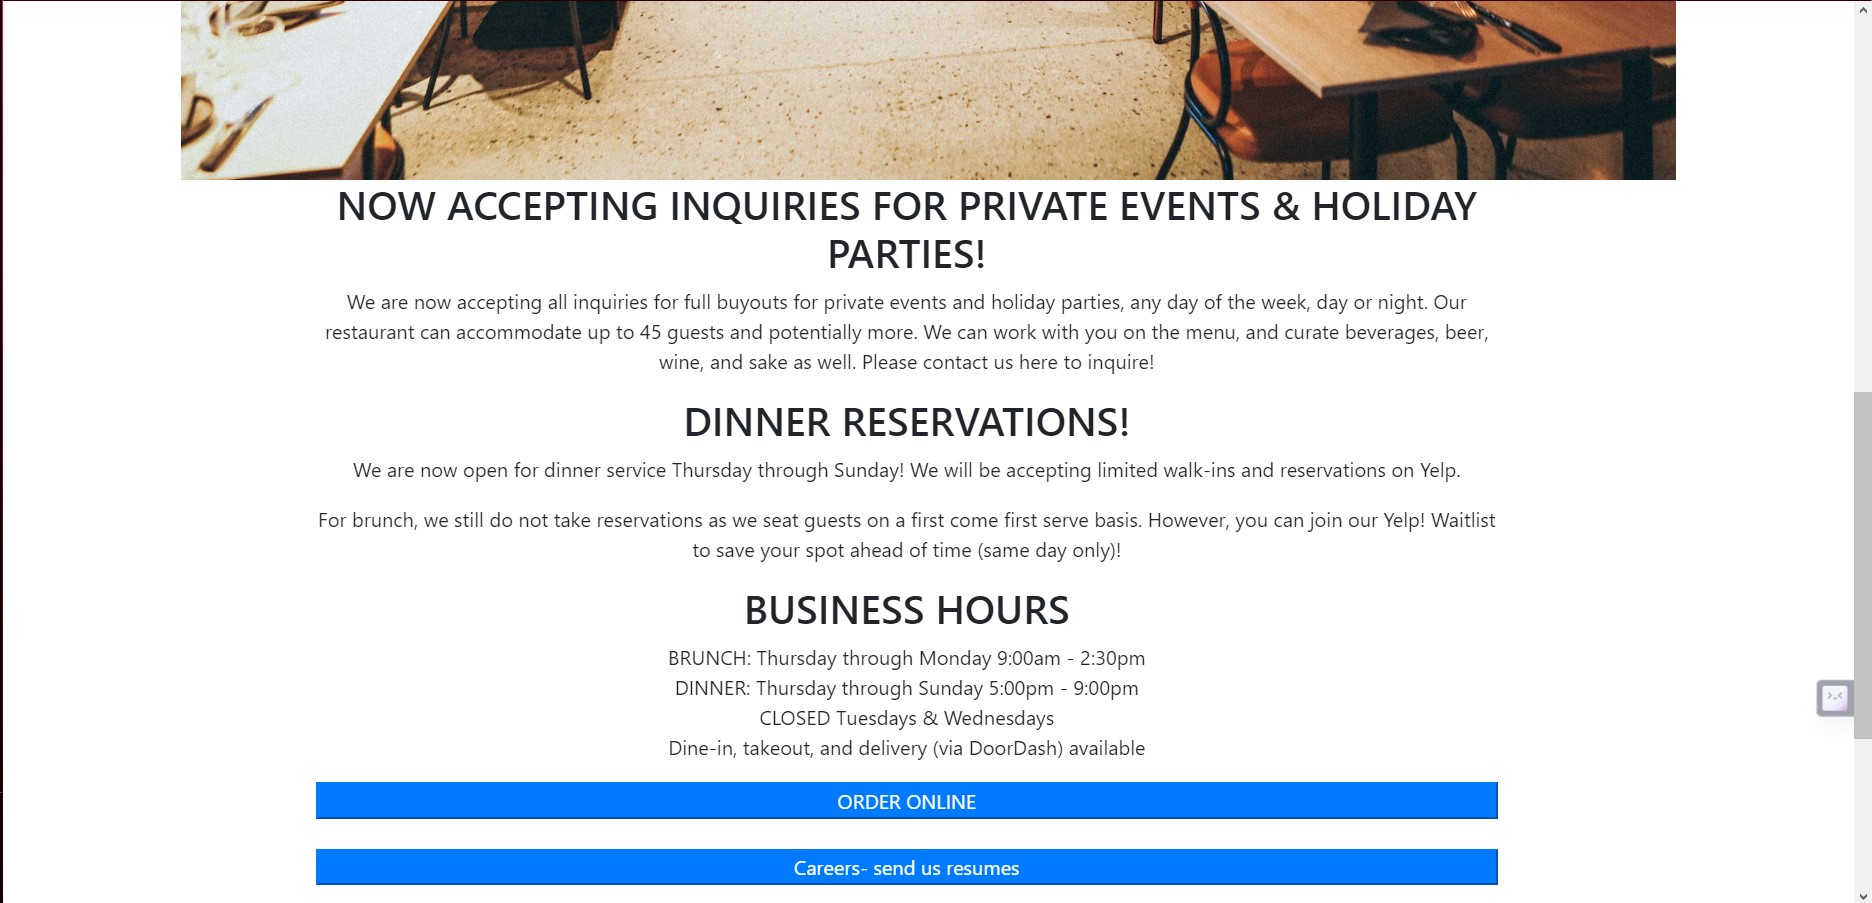 NOW ACCEPTING INQUIRIES FOR PRIVATE EVENTS & HOLIDAY
PARTIES!
We are now accepting all inquiries for full buyouts for private events and holiday parties, any day of the week, day or night. Our
restaurant can accommodate up to 45 guests and potentially more. We can work with you on the menu, and curate beverages, beer,
wine, and sake as well. Please contact us here to inquire!
DINNER RESERVATIONS!
We are now open for dinner service Thursday through Sunday! We will be accepting limited walk-ins and reservations on Yelp.
For brunch, we still do not take reservations as we seat guests on a first come first serve basis. However, you can join our Yelp! Waitlist
to save your spot ahead of time (same day only)!
BUSINESS HOURS
BRUNCH: Thursday through Monday 9:00am - 2:30pm
DINNER: Thursday through Sunday 5:00pm - 9:00pm
CLOSED Tuesdays & Wednesdays
Dine-in, takeout, and delivery (via DoorDash) available
ORDER ONLINE
Careers- send us resumes